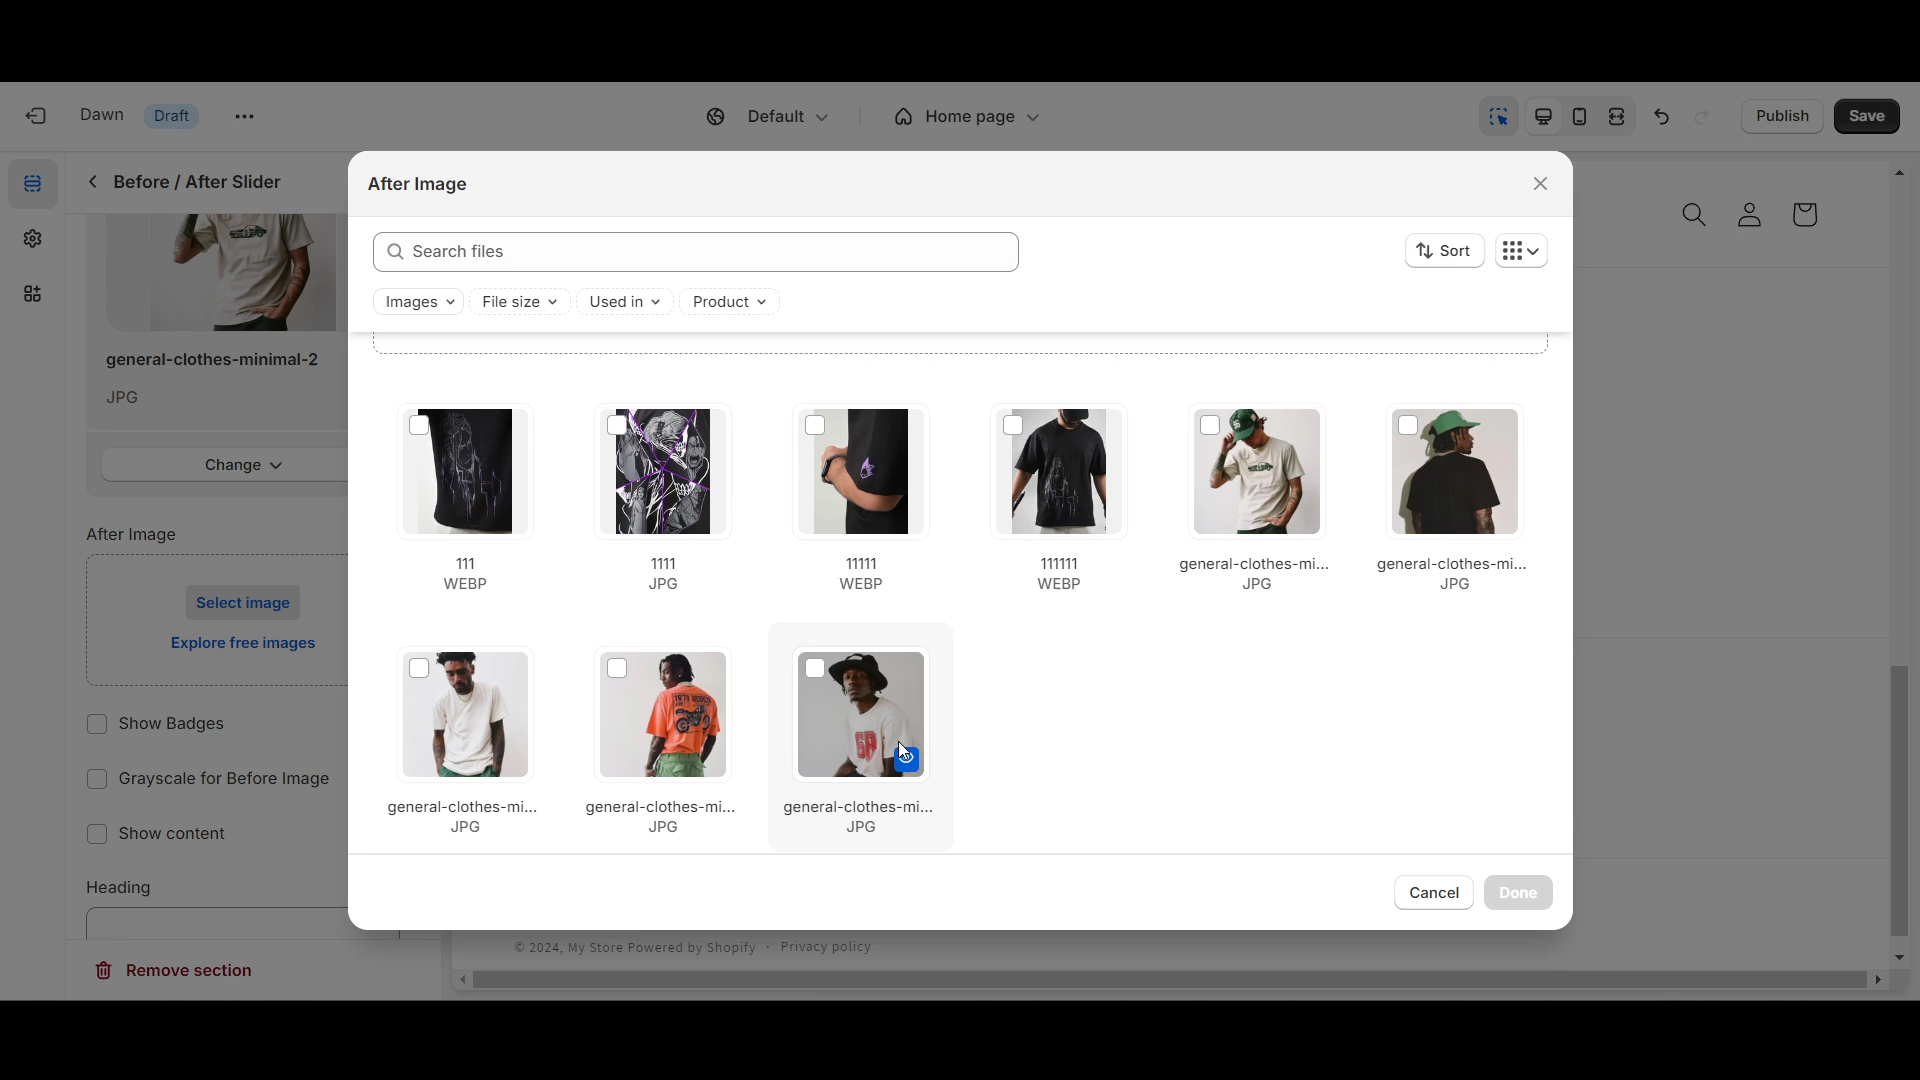 Dawn Draft Default Home page Publish Save
Before / After Slider
general-clothes-minimal-2
JPG
Change
After Image
Select image
Explore free images
Show Badges
Grayscale for Before Image
Show content
Heading
Remove section
After Image
Search files
Sort
Images File size Used in Product
111
WEBP
1111
JPG
11111
WEBP
111111
WEBP
general-clothes-mi...
JPG
general-clothes-mi...
JPG
general-clothes-mi...
JPG
general-clothes-mi...
JPG
general-clothes-mi...
JPG
Cancel Done
© 2024, My Store Powered by Shopify · Privacy policy